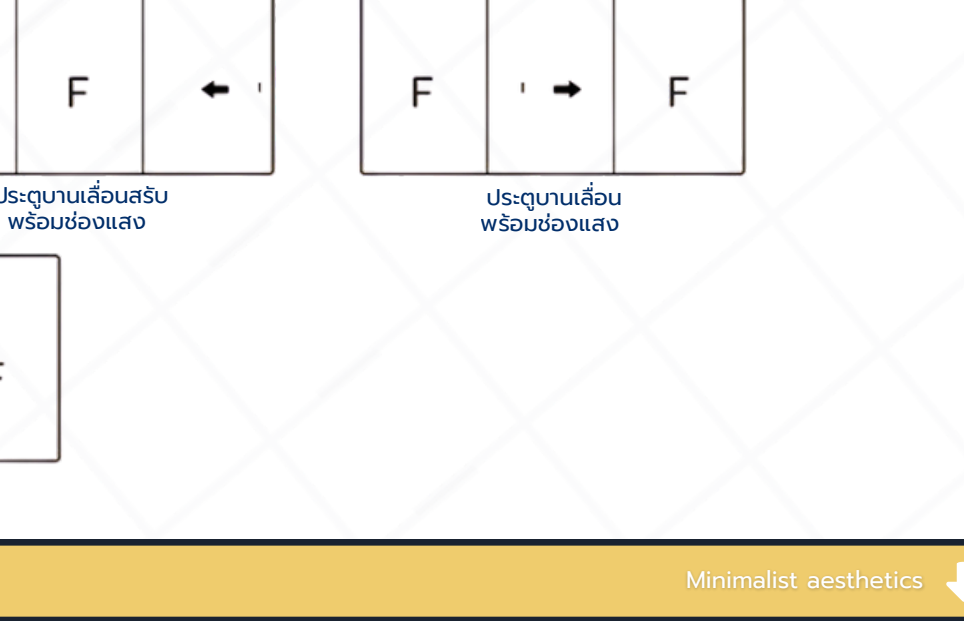 F
F
F
ประตูบานเลื่อนสรับ
พร้อมช่องแสง
ประตูบานเลื่อน
พร้อมช่องแสง
Minimalist aesthetics